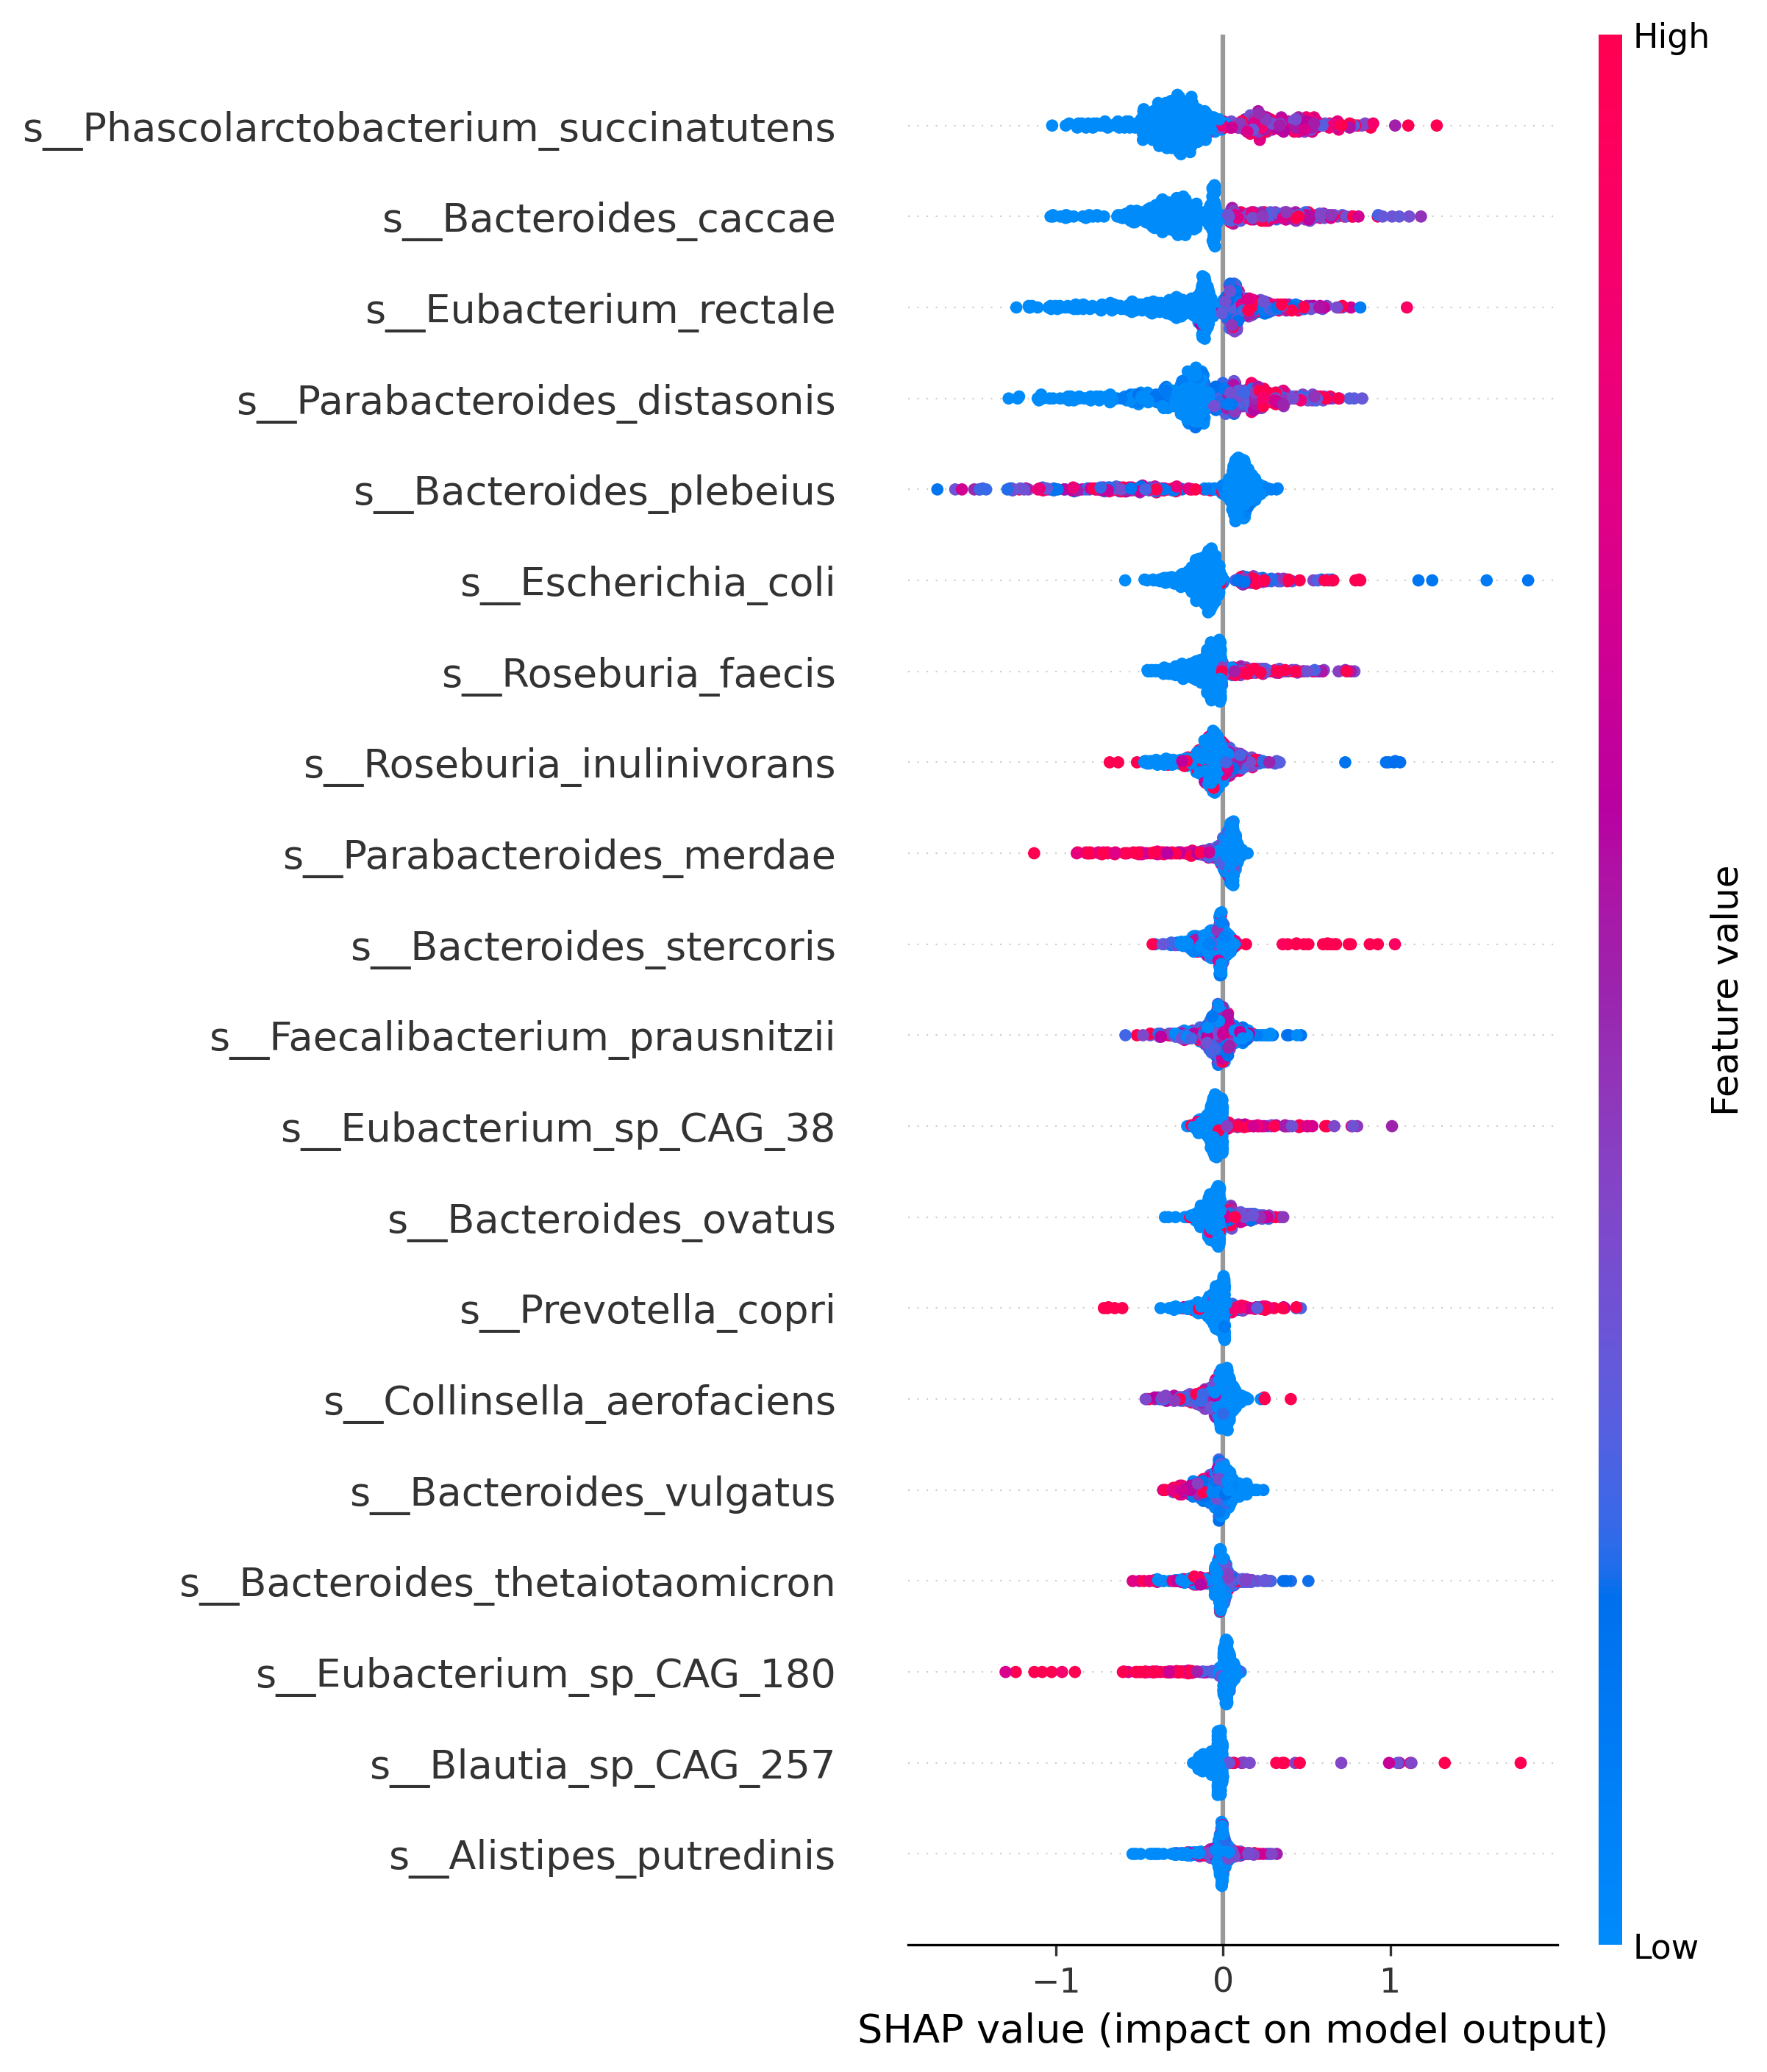 High
s__Phascolarctobacterium_succinatutens
s__Bacteroides_caccae
s__Eubacterium_rectale
s__Parabacteroides_distasonis
s__Bacteroides_plebeius
s__Escherichia_coli
s__Roseburia_faecis
s__Roseburia_inulinivorans
s__Parabacteroides_merdae
s__Bacteroides_stercoris
s__Faecalibacterium_prausnitzii
s__Eubacterium_sp_CAG_38
s__Bacteroides_ovatus
s__Prevotella_copri
s__Collinsella_aerofaciens
s__Bacteroides_vulgatus
s__Bacteroides_thetaiotaomicron
s__Eubacterium_sp_CAG_180
s__Blautia_sp_CAG_257
s__Alistipes_putredinis
Feature value
Low
−1 0 1
SHAP value (impact on model output)